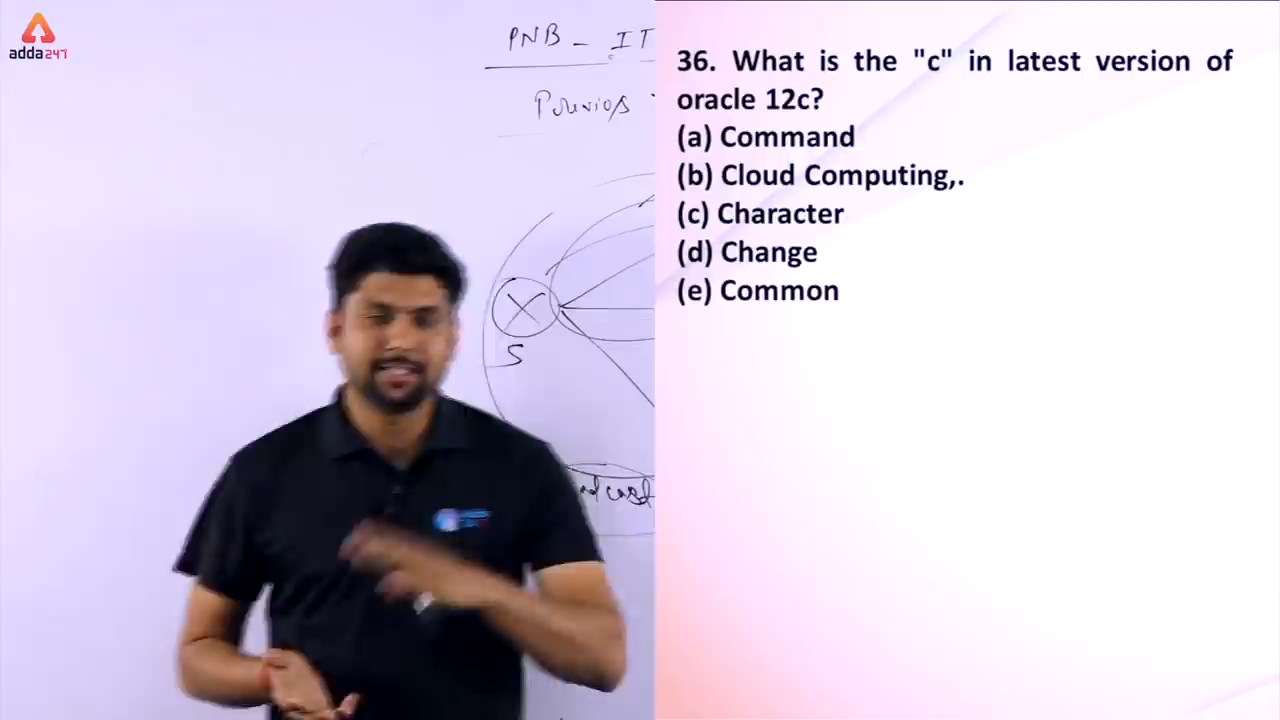 adda247
PNB - IT
36. What is the "c" in latest version of
oracle 12c?
(a) Command
(b) Cloud Computing,.
(c) Character
(d) Change
(e) Common
S